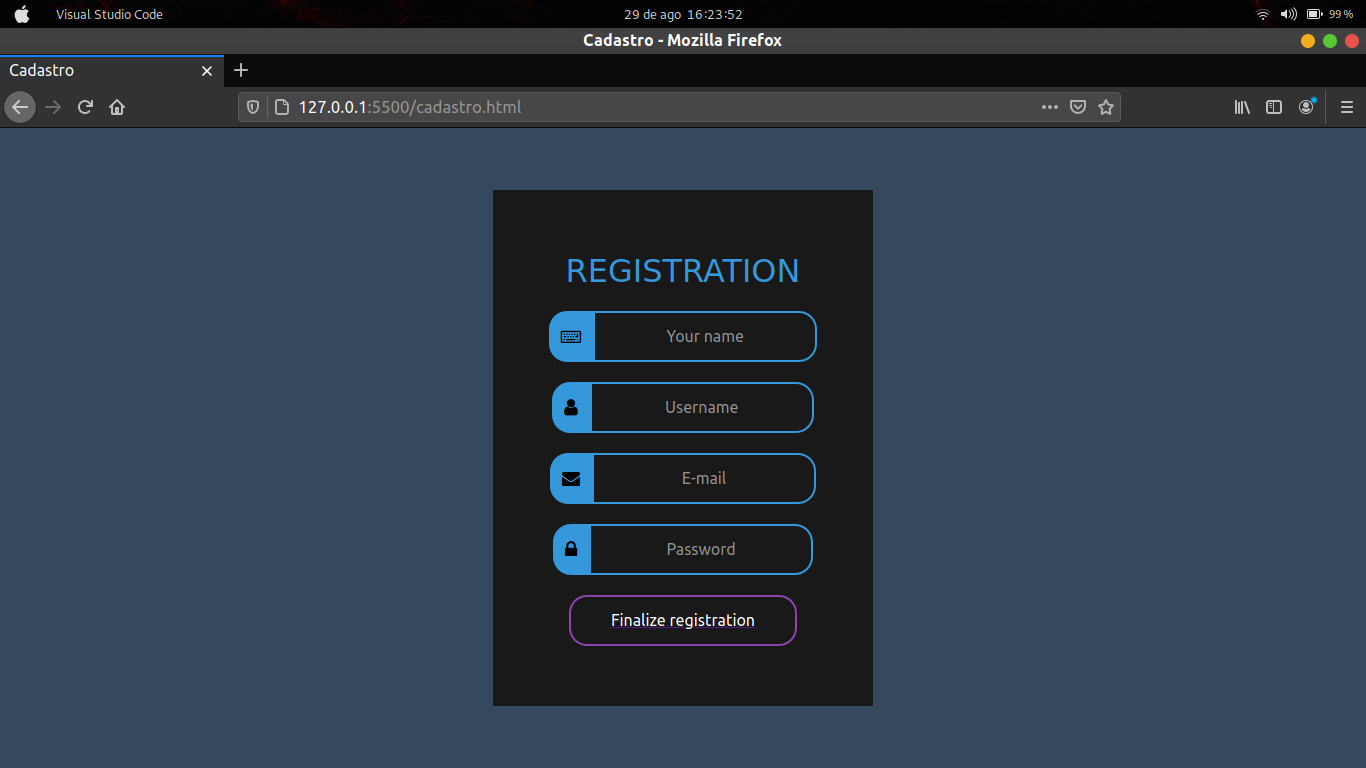 Visual Studio Code
29 de ago 16:23:52
99 %
Cadastro - Mozilla Firefox
Cadastro
127.0.0.1:5500/cadastro.html
REGISTRATION
Your name
Username
E-mail
Password
Finalize registration